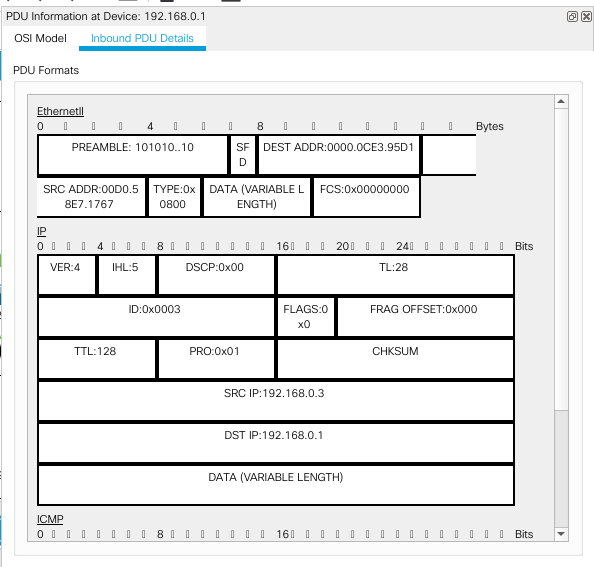 PDU Information at Device: 192.168.0.1
OSI Model Inbound PDU Details
PDU Formats
EthernetII
0 4 8 Bytes
PREAMBLE: 101010..10 SF DEST ADDR:0000.0CE3.95D1
D
SRC ADDR:00D0.5 TYPE:0x DATA (VARIABLE L FCS:0x00000000
8E7.1767 0800 ENGTH)
IP
0 4 8 16 20 24 Bits
VER:4 IHL:5 DSCP:0x00 TL:28
ID:0x0003 FLAGS:0 FRAG OFFSET:0x000
x0
TTL:128 PRO:0x01 CHKSUM
SRC IP:192.168.0.3
DST IP:192.168.0.1
DATA (VARIABLE LENGTH)
ICMP
0 8 16 Bits